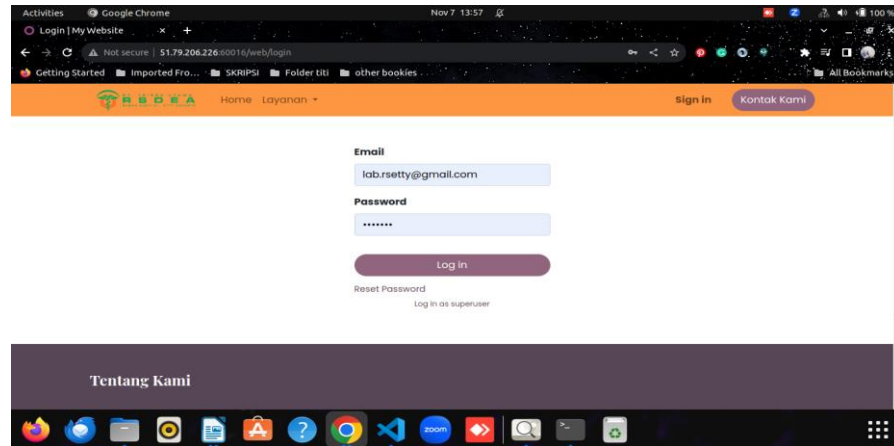 Activities Google Chrome Nov 7 13:57 100 %
Login | My Website
Not secure | 51.79.206.226:60016/web/login
Getting Started Imported Fro... SKRIPSI Folder titi other bookies All Bookmarks
RSDEA Home Layanan Sign in Kontak Kami
Email
lab.rsetty@gmail.com
Password
Log in
Reset Password
Log in as superuser
Tentang Kami
zoom